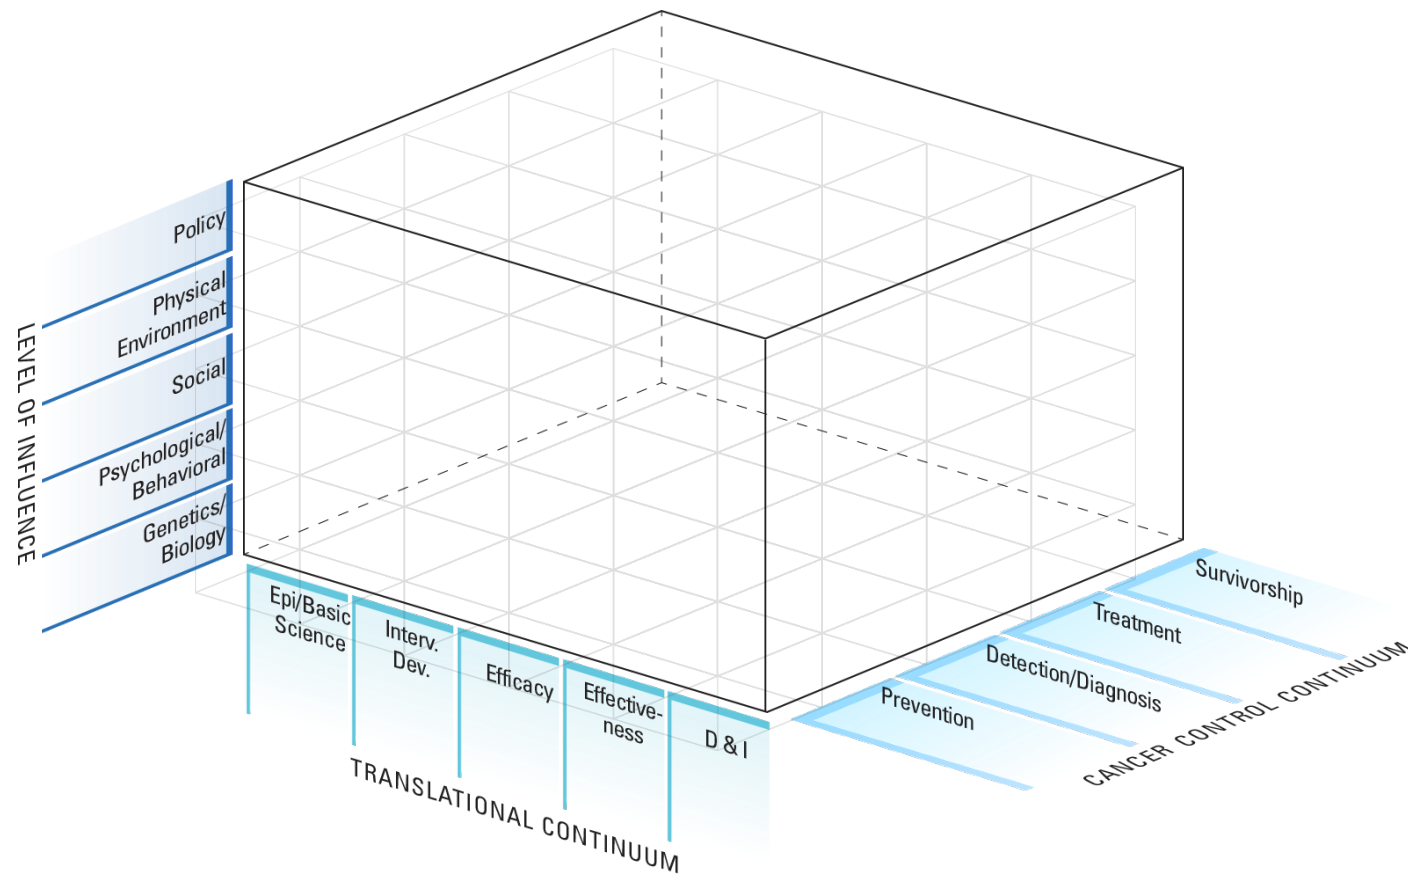 LEVEL OF INFLUENCE
Policy
Physical
Environment
Social
Psychological/
Behavioral
Genetics/
Biology
Epi/Basic
Science
Interv.
Dev.
Efficacy
Effective-
ness
D & I
TRANSLATIONAL CONTINUUM
Prevention
Detection/Diagnosis
Treatment
Survivorship
CANCER CONTROL CONTINUUM